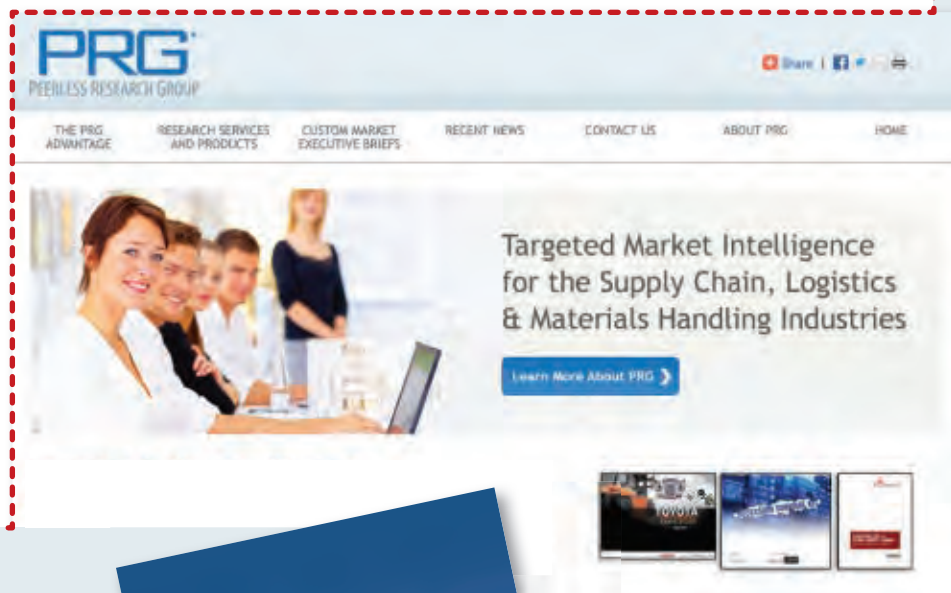 PRG
PEERLESS RESEARCH GROUP
Share |
THE PRG
ADVANTAGE
RESEARCH SERVICES
AND PRODUCTS
CUSTOM MARKET
EXECUTIVE BRIEFS
RECENT NEWS
CONTACT US
ABOUT PRG
HOME
Targeted Market Intelligence
for the Supply Chain, Logistics
& Materials Handling Industries
Learn More About PRG
TOYOTA